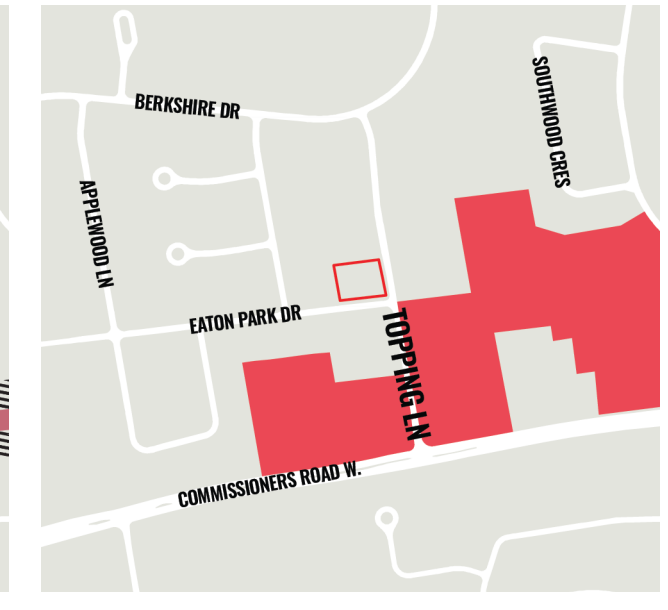 SOUTHWOOD CRES
BERKSHIRE DR
APPLEWOOD LN
EATON PARK DR
TOPPING LN
COMMISSIONERS ROAD W.